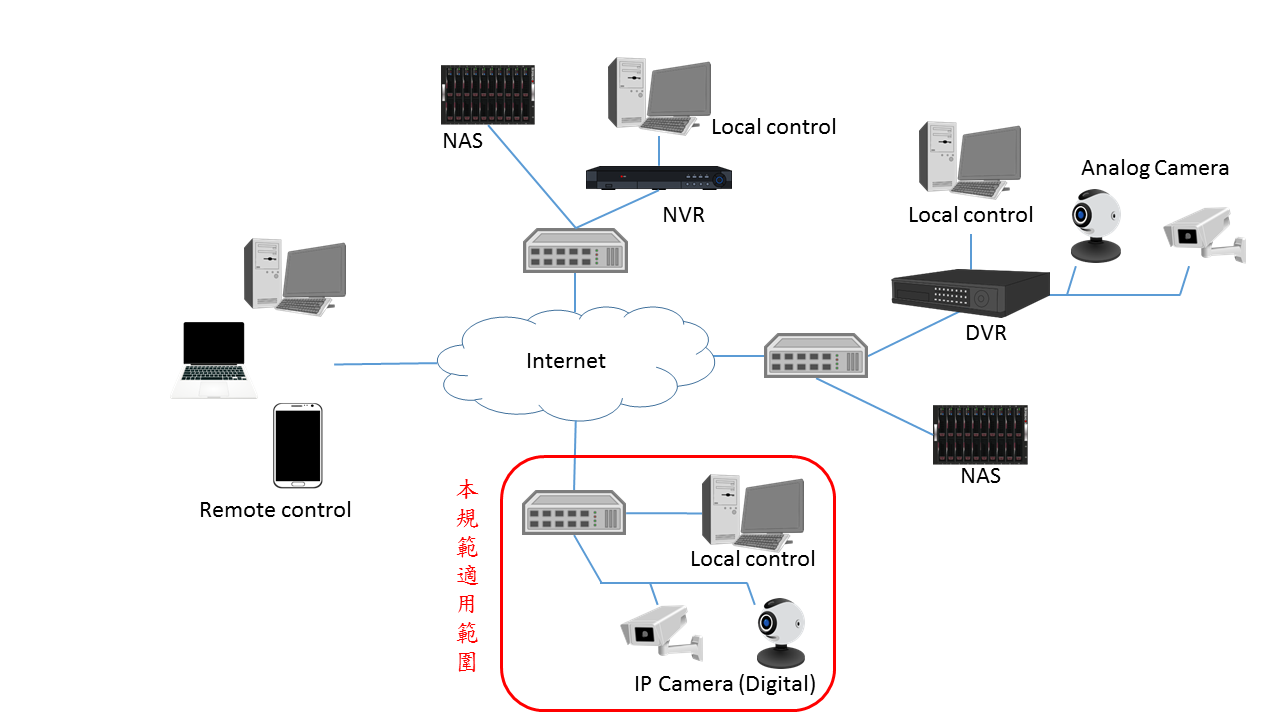 NAS
Local control
NVR
Analog Camera
Local control
DVR
Internet
NAS
Remote control
本規範適用範圍
Local control
IP Camera (Digital)